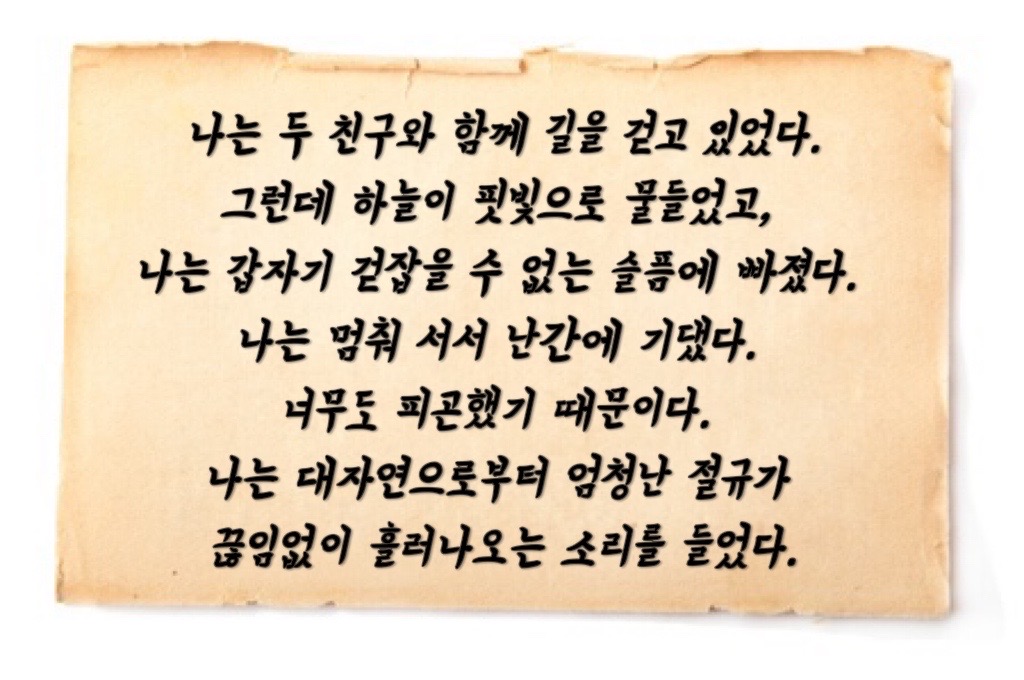 나는 두 친구와 함께 길을 걷고 있었다.
그런데 하늘이 핏빛으로 물들었고,
나는 갑자기 걷잡을 수 없는 슬픔에 빠졌다.
나는 멈춰 서서 난간에 기댔다.
너무도 피곤했기 때문이다.
나는 대자연으로부터 엄청난 절규가
끊임없이 흘러나오는 소리를 들었다.